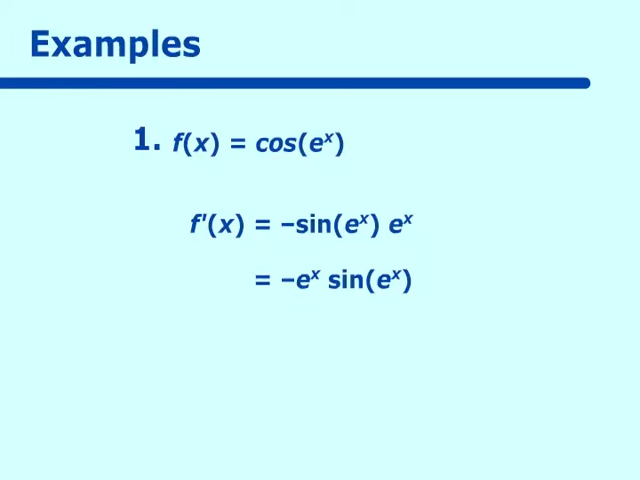 Examples
1. f(x) = cos(eˣ)
f'(x) = –sin(eˣ) eˣ
= –eˣ sin(eˣ)